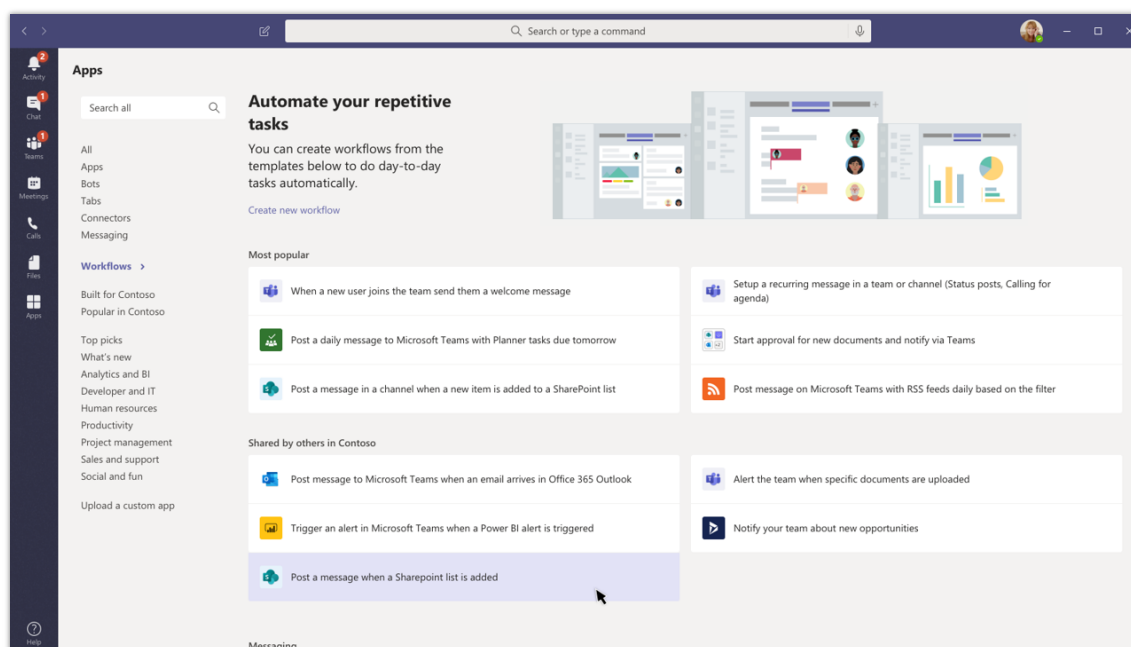 Search or type a command
2
Activity
1
Chat
1
Teams
Meetings
Calls
Files
Apps
Help
Apps
Search all
All
Apps
Bots
Tabs
Connectors
Messaging
Workflows >
Built for Contoso
Popular in Contoso
Top picks
What's new
Analytics and BI
Developer and IT
Human resources
Productivity
Project management
Sales and support
Social and fun
Upload a custom app
Automate your repetitive
tasks
You can create workflows from the
templates below to do day-to-day
tasks automatically.
Create new workflow
Most popular
When a new user joins the team send them a welcome message
Setup a recurring message in a team or channel (Status posts, Calling for
agenda)
Post a daily message to Microsoft Teams with Planner tasks due tomorrow
Start approval for new documents and notify via Teams
Post a message in a channel when a new item is added to a SharePoint list
Post message on Microsoft Teams with RSS feeds daily based on the filter
Shared by others in Contoso
Post message to Microsoft Teams when an email arrives in Office 365 Outlook
Alert the team when specific documents are uploaded
Trigger an alert in Microsoft Teams when a Power BI alert is triggered
Notify your team about new opportunities
Post a message when a Sharepoint list is added
Messaging